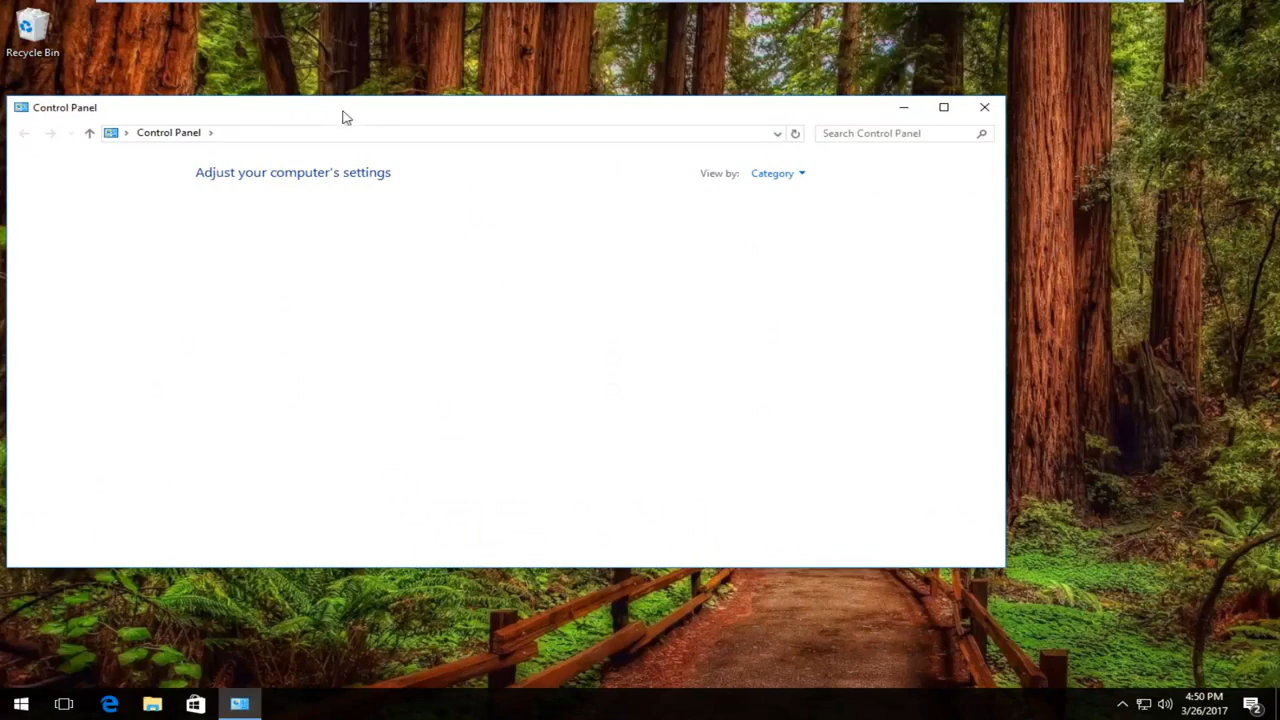 Recycle Bin
Control Panel
Control Panel
Search Control Panel
Adjust your computer's settings
View by: Category
4:50 PM
3/26/2017
2